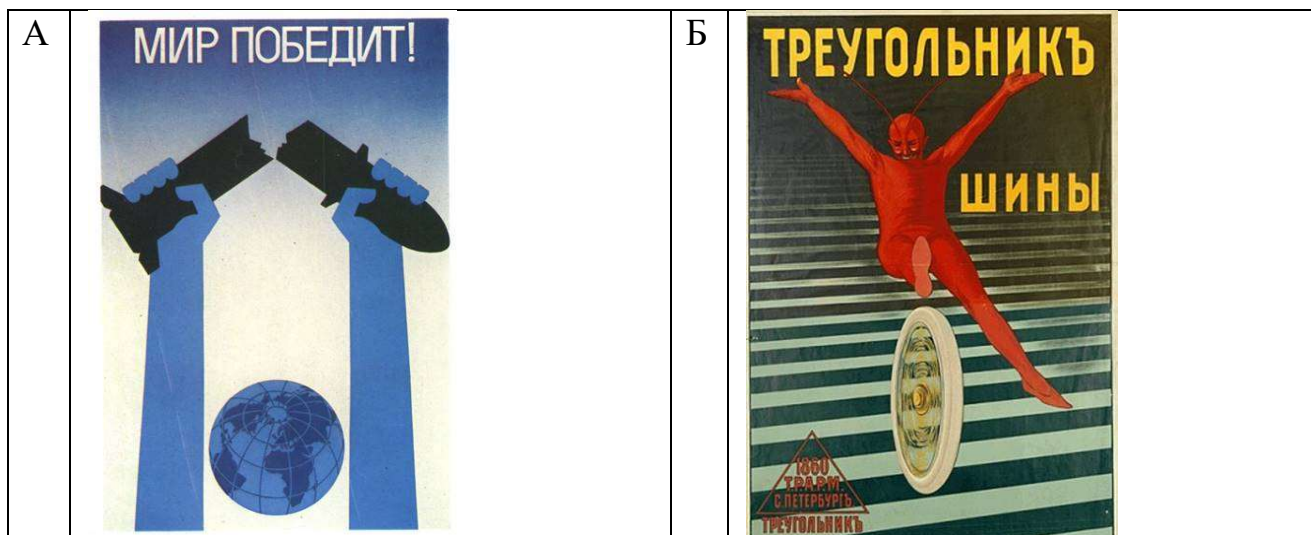 А
МИР ПОБЕДИТ!
Б
ТРЕУГОЛЬНИКЪ
ШИНЫ
1860
Т.Р.А.Р.М.
С.ПЕТЕРБУРГЪ
ТРЕУГОЛЬНИКЪ